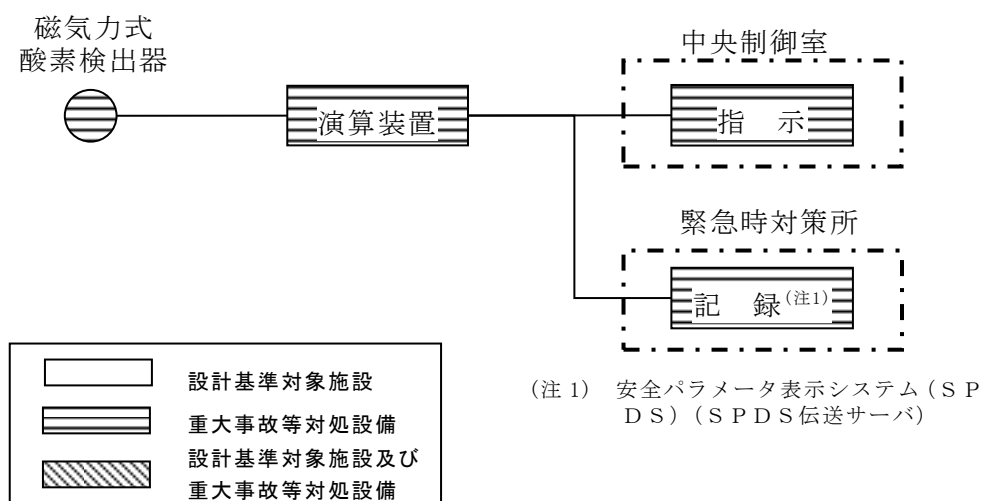 磁気力式
酸素検出器
演算装置
中央制御室
指　示
緊急時対策所
記　録(注1)
設計基準対象施設
重大事故等対処設備
設計基準対象施設及び
重大事故等対処設備
(注 1)　安全パラメータ表示システム(ＳＰ
ＤＳ)(ＳＰＤＳ伝送サーバ)